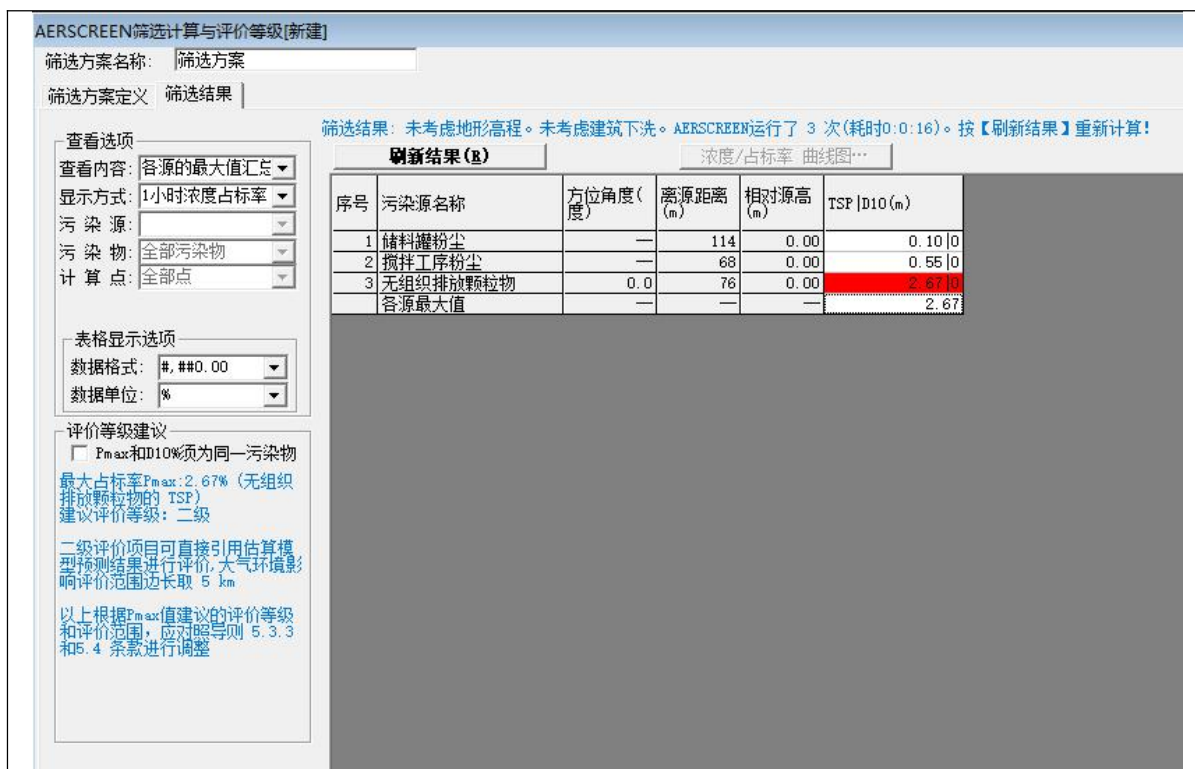 AERSCREEN筛选计算与评价等级[新建]
筛选方案名称: 筛选方案
筛选方案定义 筛选结果
筛选结果: 未考虑地形高程。未考虑建筑下洗。AERSCREEN运行了 3 次(耗时0:0:16)。按【刷新结果】重新计算!
查看选项
查看内容: 各源的最大值汇总
显示方式: 1小时浓度占标率
污 染 源:
污 染 物: 全部污染物
计 算 点: 全部点
刷新结果(R) 浓度/占标率 曲线图…
序号 污染源名称 方位角度(度) 离源距离(m) 相对源高(m) TSP|D10(m)
1 储料罐粉尘 — 114 0.00 0.10|0
2 搅拌工序粉尘 — 68 0.00 0.55|0
3 无组织排放颗粒物 0.0 76 0.00 2.67|0
各源最大值 — — — 2.67
表格显示选项
数据格式: #,##0.00
数据单位: %
评价等级建议
Pmax和D10%须为同一污染物
最大占标率Pmax:2.67% (无组织
排放颗粒物的 TSP)
建议评价等级: 二级
二级评价项目可直接引用估算模
型预测结果进行评价,大气环境影
响评价范围边长取 5 km
以上根据Pmax值建议的评价等级
和评价范围, 应对照导则 5.3.3
和5.4 条款进行调整